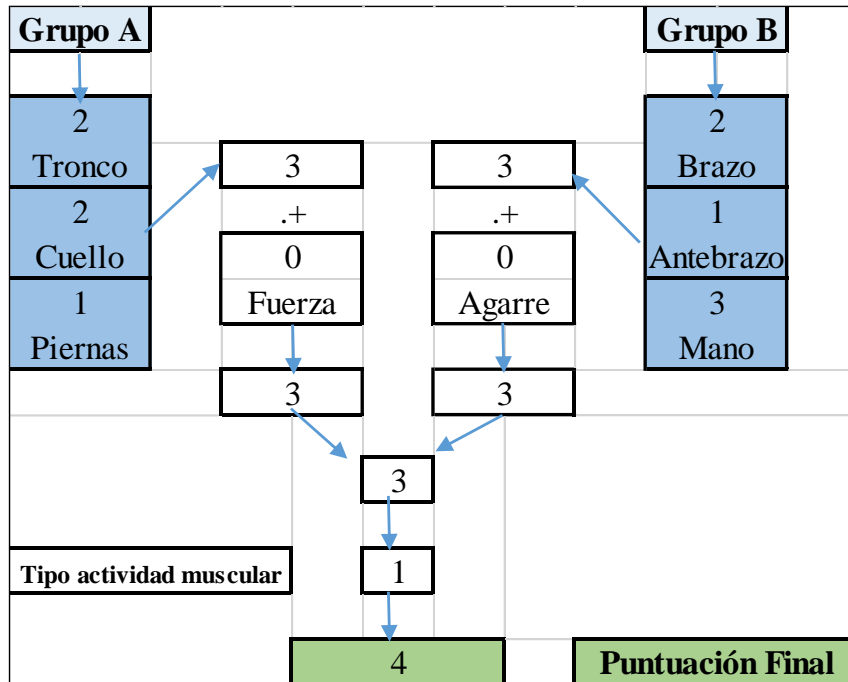 Grupo A
Grupo B
2
Tronco
2
Cuello
1
Piernas
3
.+
0
Fuerza
3
3
.+
0
Agarre
3
2
Brazo
1
Antebrazo
3
Mano
3
Tipo actividad muscular
1
4
Puntuación Final